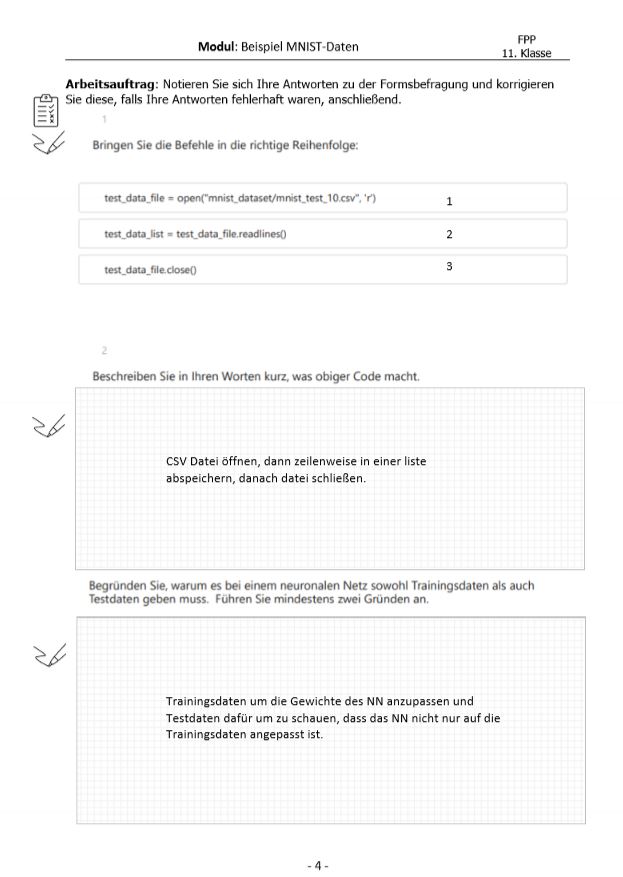 Modul: Beispiel MNIST-Daten
FPP
11. Klasse
Arbeitsauftrag: Notieren Sie sich Ihre Antworten zu der Formsbefragung und korrigieren
Sie diese, falls Ihre Antworten fehlerhaft waren, anschließend.
1
Bringen Sie die Befehle in die richtige Reihenfolge:
test_data_file = open("mnist_dataset/mnist_test_10.csv", 'r') 1
test_data_list = test_data_file.readlines() 2
test_data_file.close() 3
2
Beschreiben Sie in Ihren Worten kurz, was obiger Code macht.
CSV Datei öffnen, dann zeilenweise in einer liste
abspeichern, danach datei schließen.
Begründen Sie, warum es bei einem neuronalen Netz sowohl Trainingsdaten als auch
Testdaten geben muss. Führen Sie mindestens zwei Gründen an.
Trainingsdaten um die Gewichte des NN anzupassen und
Testdaten dafür um zu schauen, dass das NN nicht nur auf die
Trainingsdaten angepasst ist.
- 4 -